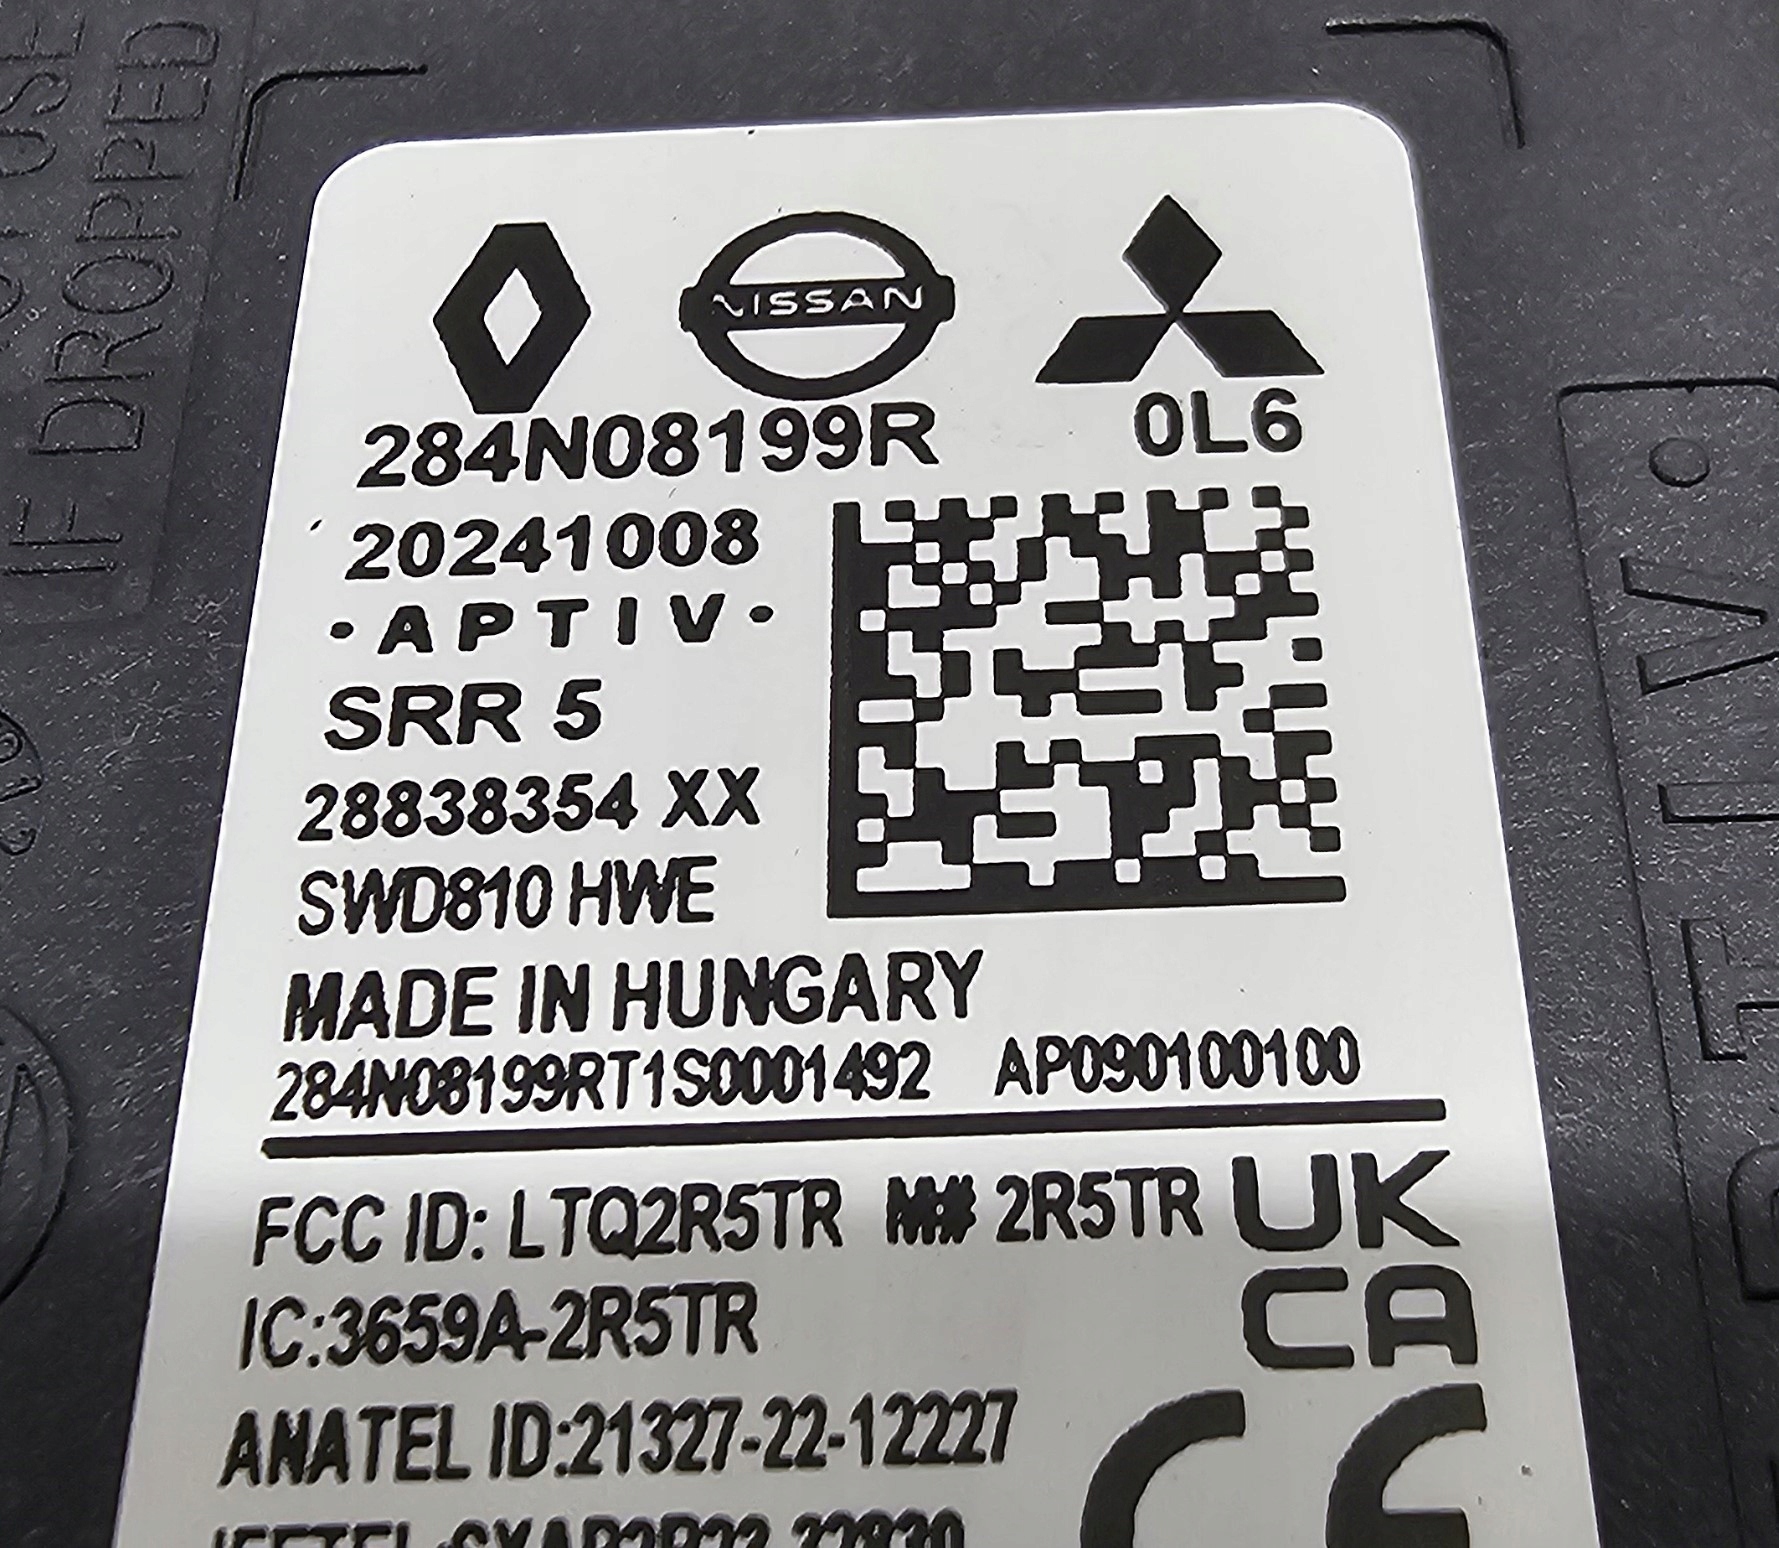 NISSAN
284N08199R 0L6
20241008
·APTIV·
SRR 5
28838354 XX
SWD810 HWE
MADE IN HUNGARY
284N08199RT1S0001492 AP090100100
FCC ID: LTQ2R5TR M# 2R5TR
IC:3659A-2R5TR
UK
CA
ANATEL ID:21327-22-12227
CE
IF DROPPED